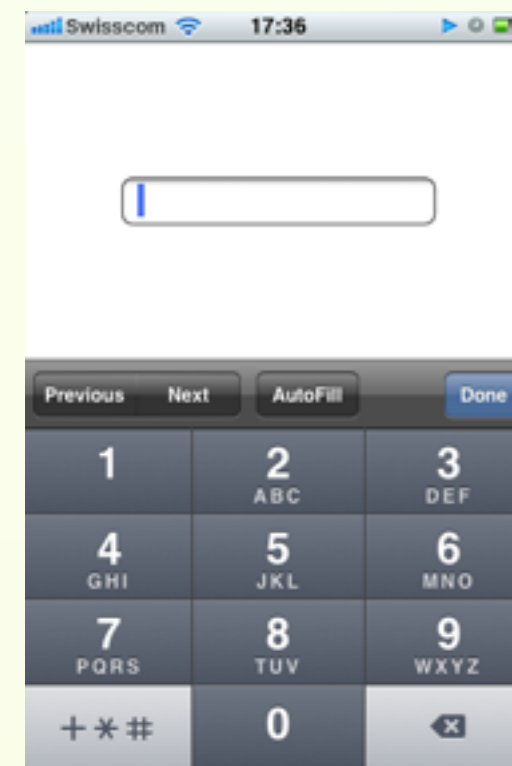 Swisscom 17:36
Previous Next AutoFill Done
1 2 3
ABC DEF
4 5 6
GHI JKL MNO
7 8 9
PQRS TUV WXYZ
+*# 0